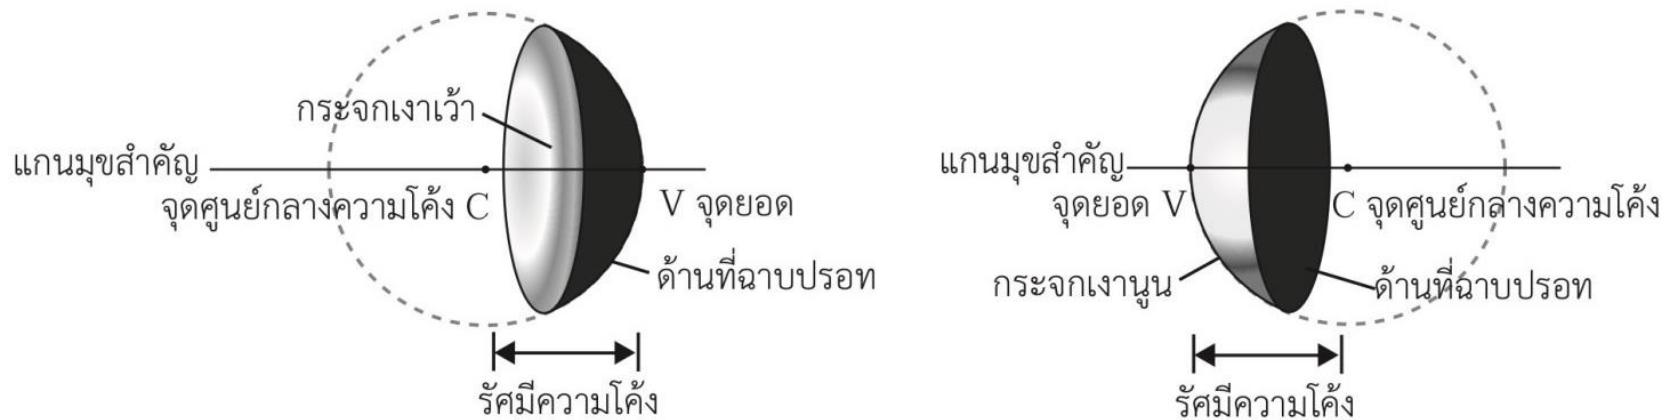 กระจกเงาเว้า
แกนมุขสำคัญ
จุดศูนย์กลางความโค้ง C
V จุดยอด
ด้านที่ฉาบปรอท
รัศมีความโค้ง
แกนมุขสำคัญ
จุดยอด V
C จุดศูนย์กลางความโค้ง
กระจกเงานูน
ด้านที่ฉาบปรอท
รัศมีความโค้ง